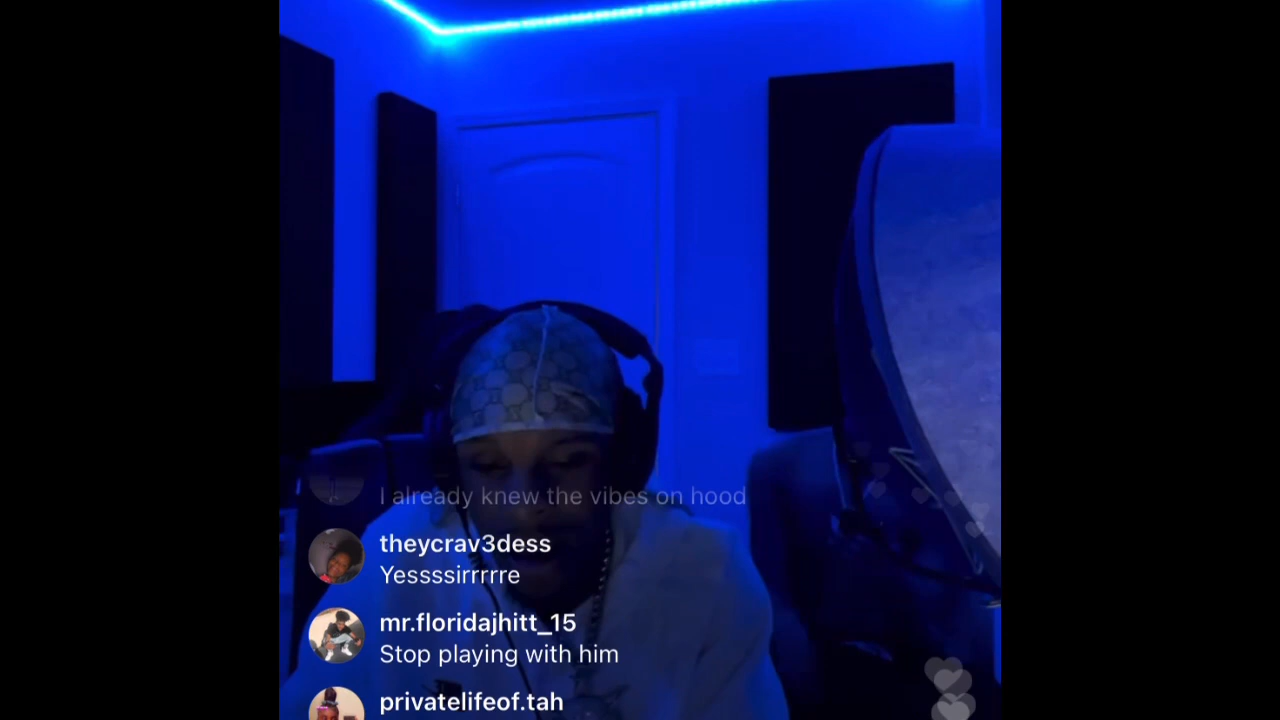 I already knew the vibes on hood
theycrav3dess
Yessssirrrrre
mr.floridajhitt_15
Stop playing with him
privatelifeof.tah